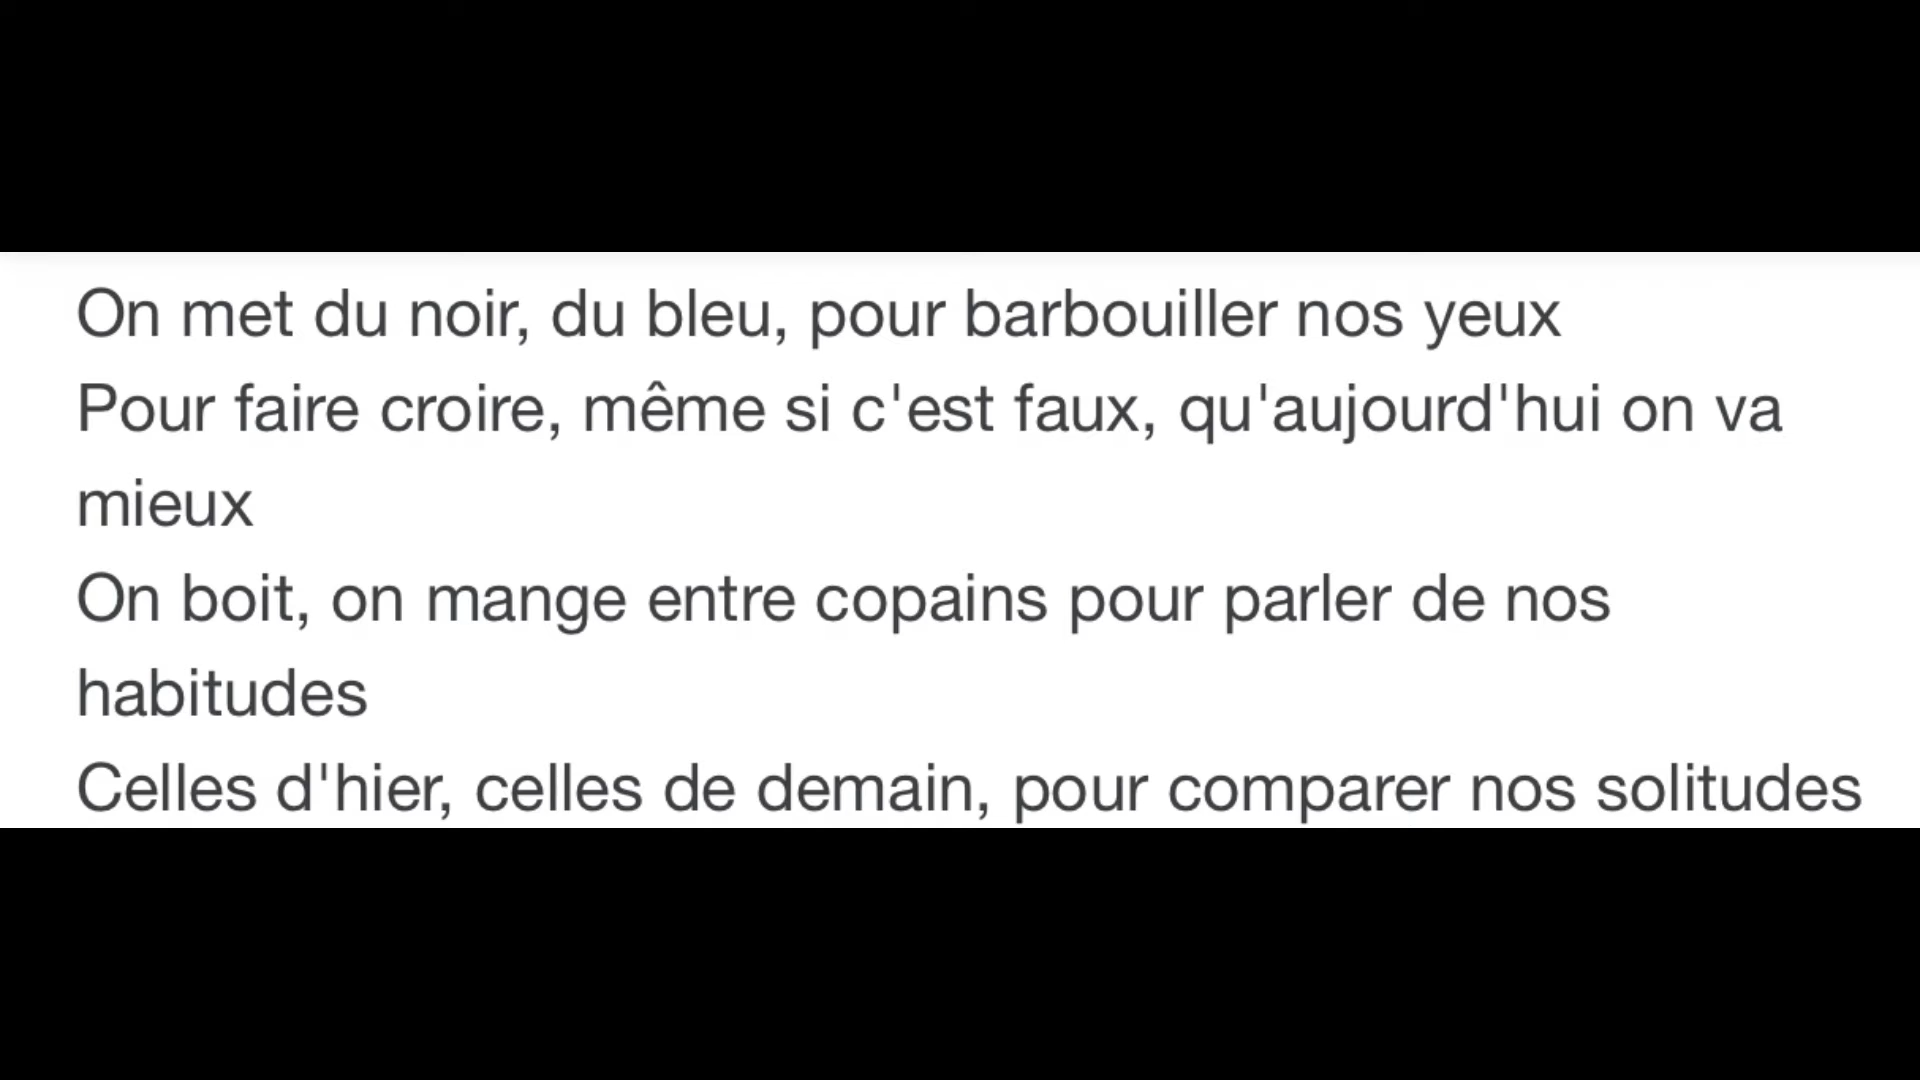 On met du noir, du bleu, pour barbouiller nos yeux
Pour faire croire, même si c'est faux, qu'aujourd'hui on va
mieux
On boit, on mange entre copains pour parler de nos
habitudes
Celles d'hier, celles de demain, pour comparer nos solitudes